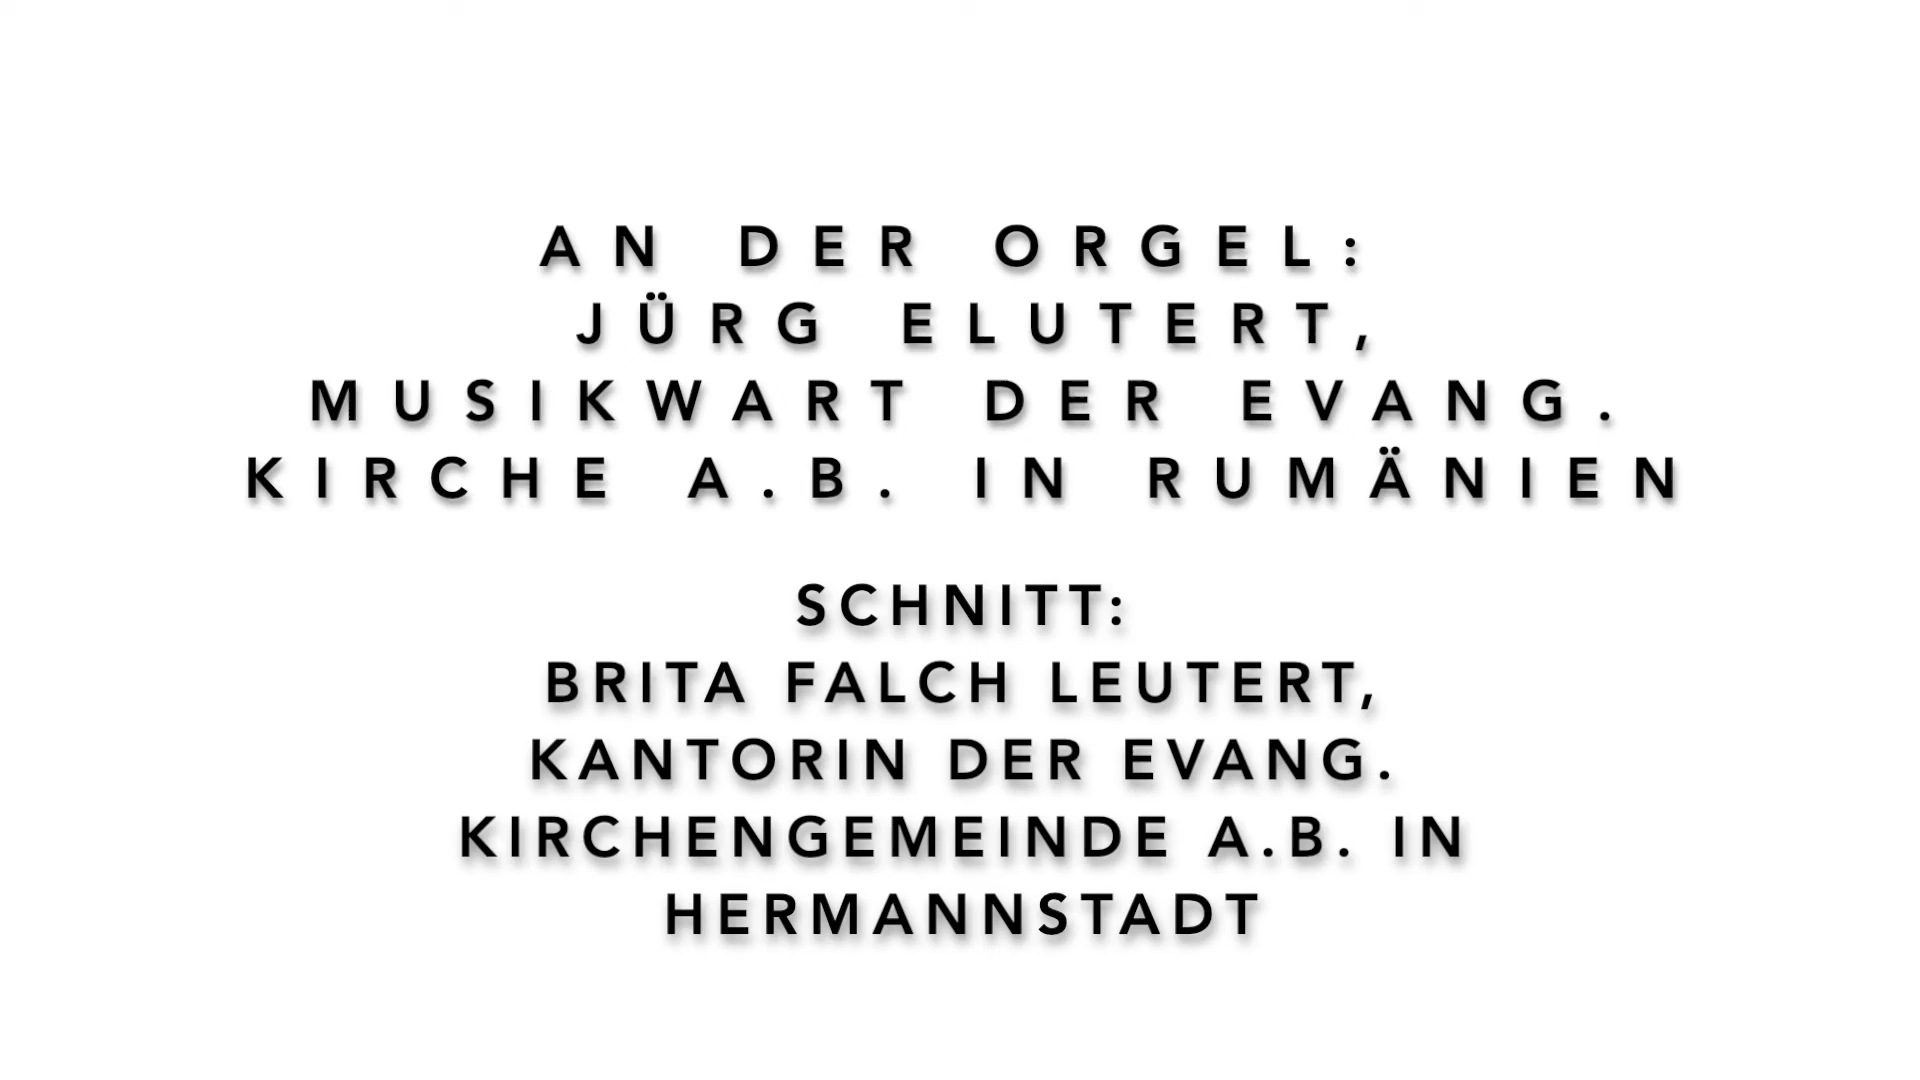 AN DER ORGEL:
JÜRG ELUTERT,
MUSIKWART DER EVANG.
KIRCHE A.B. IN RUMÄNIEN
SCHNITT:
BRITA FALCH LEUTERT,
KANTORIN DER EVANG.
KIRCHENGEMEINDE A.B. IN
HERMANNSTADT